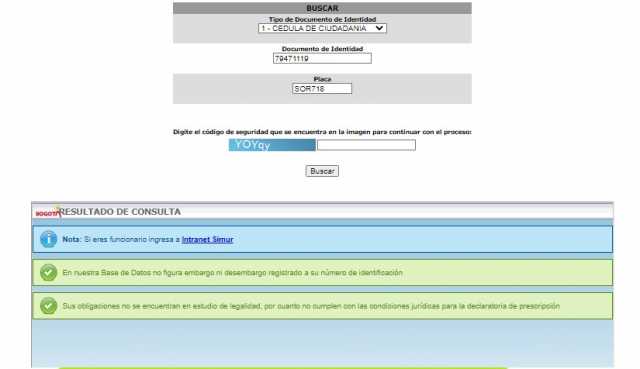 BUSCAR
Tipo de Documento de Identidad
1 - CEDULA DE CIUDADANIA
Documento de Identidad
79471119
Placa
SOR718
Digite el código de seguridad que se encuentra en la imagen para continuar con el proceso:
YOYqy
Buscar
BOGOTÁ RESULTADO DE CONSULTA
Nota: Si eres funcionario ingresa a Intranet Simur
En nuestra Base de Datos no figura embargo ni desembargo registrado a su número de identificación
Sus obligaciones no se encuentran en estudio de legalidad, por cuanto no cumplen con las condiciones jurídicas para la declaratoria de prescripción